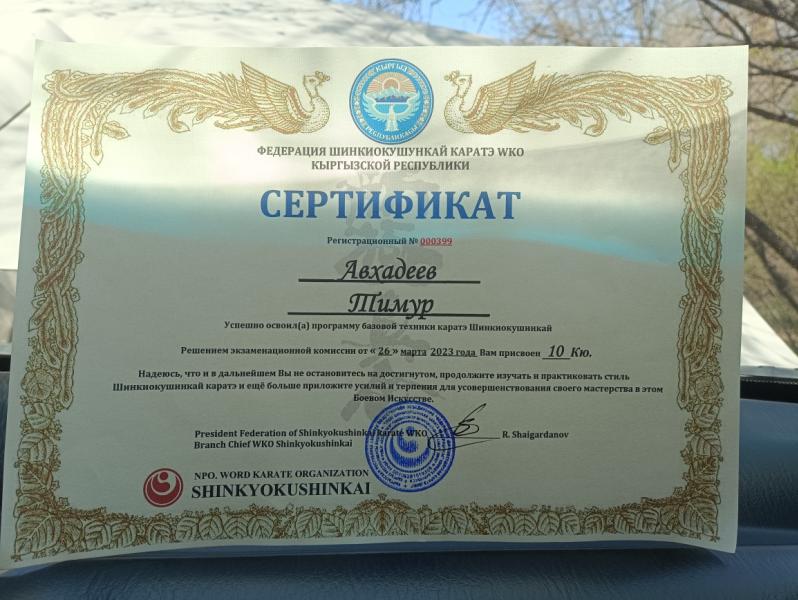 КЫРГЫЗ
РЕСПУБЛИКАСЫ
ФЕДЕРАЦИЯ ШИНКИОКУШУНКАЙ КАРАТЭ WKO
КЫРГЫЗСКОЙ РЕСПУБЛИКИ
СЕРТИФИКАТ
Регистрационный № 000399
Авхадеев
Тимур
Успешно освоил(а) программу базовой техники каратэ Шинкиокушинкай
Решением экзаменационной комиссии от « 26 » марта 2023 года Вам присвоен 10 Кю.
Надеюсь, что и в дальнейшем Вы не остановитесь на достигнутом, продолжите изучать и практиковать стиль
Шинкиокушинкай каратэ и ещё больше приложите усилий и терпения для усовершенствования своего мастерства в этом
Боевом Искусстве.
President Federation of Shinkyokushinkai karate WKO
Branch Chief WKO Shinkyokushinkai
R. Shaigardanov
NPO. WORD KARATE ORGANIZATION
SHINKYOKUSHINKAI